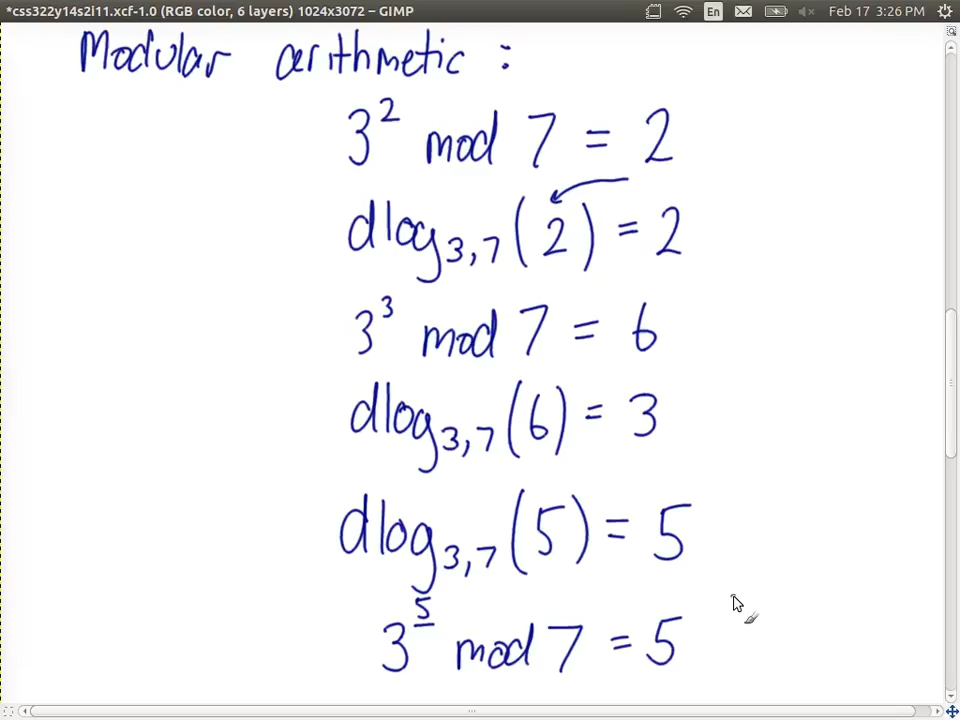 *css322y14s2i11.xcf-1.0 (RGB color, 6 layers) 1024x3072 – GIMP En Feb 17 3:26 PM
Modular arithmetic :
3² mod 7 = 2
dlog₃,₇(2) = 2
3³ mod 7 = 6
dlog₃,₇(6) = 3
dlog₃,₇(5) = 5
3⁵ mod 7 = 5